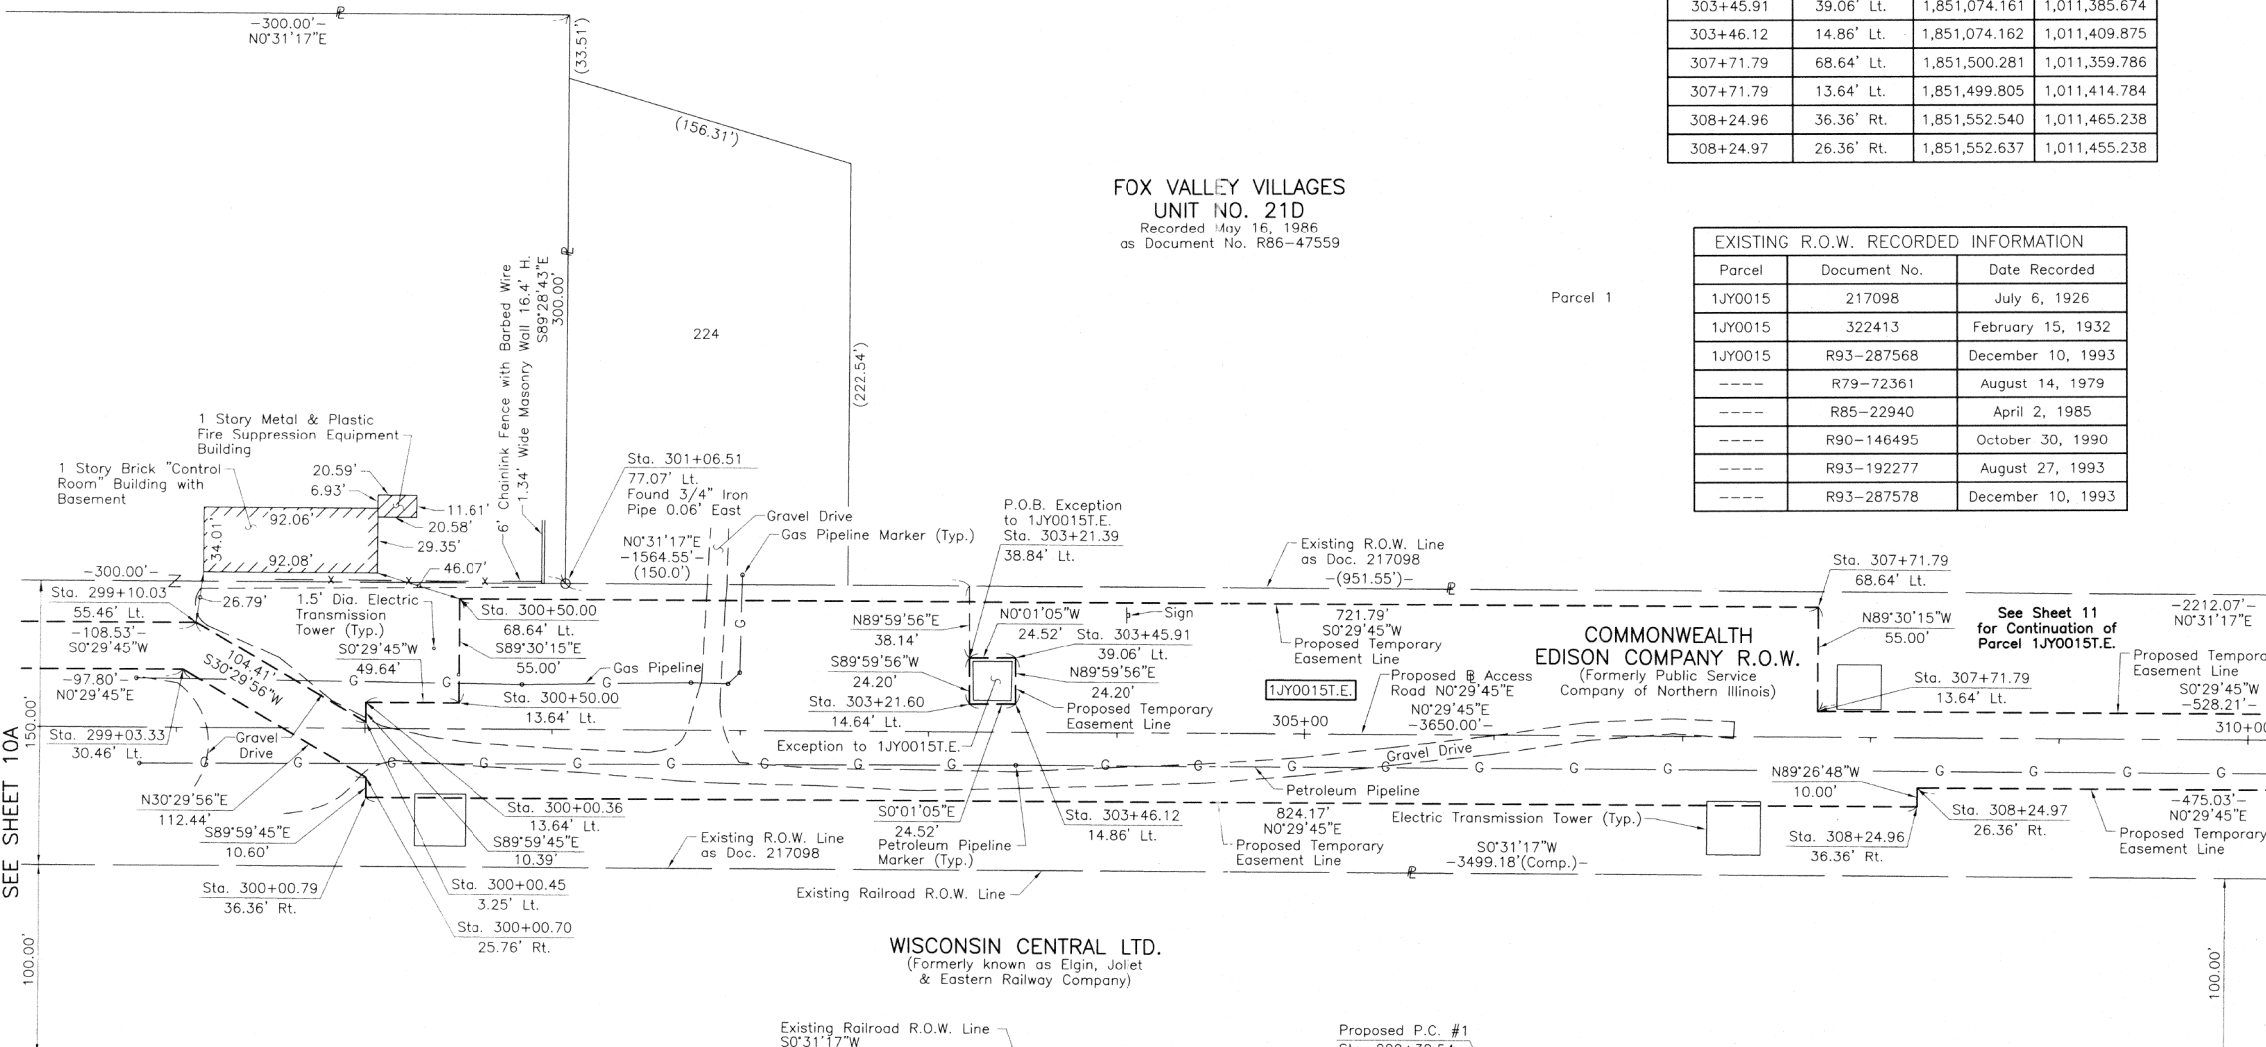 -300.00'-
N0°31'17"E
(33.51')
(156.31')
303+45.91 39.06' Lt. 1,851,074.161 1,011,385.674
303+46.12 14.86' Lt. 1,851,074.162 1,011,409.875
307+71.79 68.64' Lt. 1,851,500.281 1,011,359.786
307+71.79 13.64' Lt. 1,851,499.805 1,011,414.784
308+24.96 36.36' Rt. 1,851,552.540 1,011,465.238
308+24.97 26.36' Rt. 1,851,552.637 1,011,455.238
FOX VALLEY VILLAGES
UNIT NO. 21D
Recorded May 16, 1986
as Document No. R86-47559
EXISTING R.O.W. RECORDED INFORMATION
Parcel Document No. Date Recorded
1JY0015 217098 July 6, 1926
1JY0015 322413 February 15, 1932
1JY0015 R93-287568 December 10, 1993
---- R79-72361 August 14, 1979
---- R85-22940 April 2, 1985
---- R90-146495 October 30, 1990
---- R93-192277 August 27, 1993
---- R93-287578 December 10, 1993
Parcel 1
224
(222.54')
6' Chainlink Fence with Barbed Wire
1.34' Wide Masonry Wall 16.4' H.
S89°28'43"E
300.00'
1 Story Metal & Plastic
Fire Suppression Equipment
Building
1 Story Brick "Control
Room" Building with
Basement
20.59'
6.93'
11.61'
20.58'
29.35'
46.07'
92.06'
34.01'
92.08'
26.79'
Sta. 301+06.51
77.07' Lt.
Found 3/4" Iron
Pipe 0.06' East
N0°31'17"E
-1564.55'-
(150.0')
Gravel Drive
Gas Pipeline Marker (Typ.)
P.O.B. Exception
to 1JY0015T.E.
Sta. 303+21.39
38.84' Lt.
Existing R.O.W. Line
as Doc. 217098
-(951.55')-
Sta. 307+71.79
68.64' Lt.
-300.00'-
Sta. 299+10.03
55.46' Lt.
-108.53'-
S0°29'45"W
-97.80'-
N0°29'45"E
Sta. 299+03.33
30.46' Lt.
104.41'
S30°29'56"W
1.5' Dia. Electric
Transmission
Tower (Typ.)
S0°29'45"W
49.64'
Sta. 300+50.00
68.64' Lt.
S89°30'15"E
55.00'
Gas Pipeline
Sta. 300+50.00
13.64' Lt.
N89°59'56"E
38.14'
S89°59'56"W
24.20'
Sta. 303+21.60
14.64' Lt.
N0°01'05"W
24.52'
Sign
Sta. 303+45.91
39.06' Lt.
N89°59'56"E
24.20'
Proposed Temporary
Easement Line
Exception to 1JY0015T.E.
721.79'
S0°29'45"W
Proposed Temporary
Easement Line
1JY0015T.E.
305+00
Proposed ⅊ Access
Road N0°29'45"E
N0°29'45"E
-3650.00'-
COMMONWEALTH
EDISON COMPANY R.O.W.
(Formerly Public Service
Company of Northern Illinois)
N89°30'15"W
55.00'
Sta. 307+71.79
13.64' Lt.
See Sheet 11
for Continuation of
Parcel 1JY0015T.E.
-2212.07'-
N0°31'17"E
Easement Line
S0°29'45"W
-528.21'-
SEE SHEET 10A
150.00'
100.00'
Gravel
Drive
N30°29'56"E
112.44'
S89°59'45"E
10.60'
Sta. 300+00.79
36.36' Rt.
Sta. 300+00.36
13.64' Lt.
S89°59'45"E
10.39'
Sta. 300+00.45
3.25' Lt.
Sta. 300+00.70
25.76' Rt.
Existing R.O.W. Line
as Doc. 217098
S0°01'05"E
24.52'
Petroleum Pipeline
Marker (Typ.)
Sta. 303+46.12
14.86' Lt.
Gravel Drive
Petroleum Pipeline
824.17'
N0°29'45"E
Proposed Temporary
Easement Line
Electric Transmission Tower (Typ.)
S0°31'17"W
-3499.18'(Comp.)-
N89°26'48"W
10.00'
Sta. 308+24.96
36.36' Rt.
Sta. 308+24.97
26.36' Rt.
-475.03'-
N0°29'45"E
Proposed Temporary
Easement Line
Existing Railroad R.O.W. Line
WISCONSIN CENTRAL LTD.
(Formerly known as Elgin, Joliet
& Eastern Railway Company)
100.00'
Existing Railroad R.O.W. Line
S0°31'17"W
Proposed P.C. #1